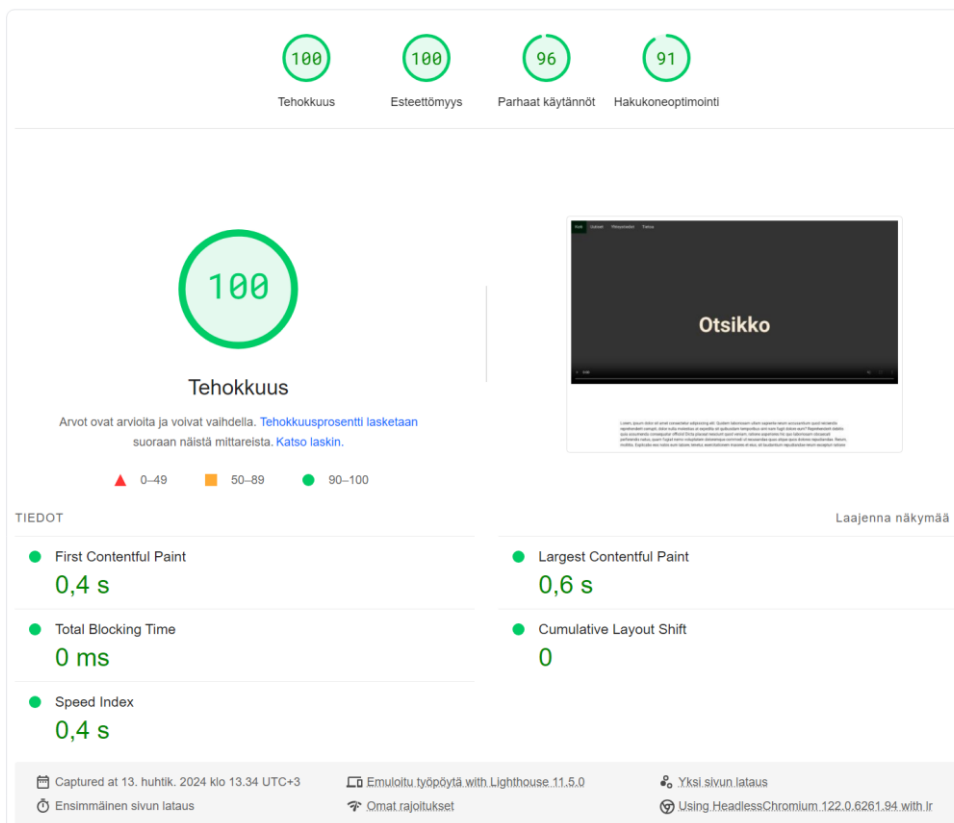 100 100 96 91
Tehokkuus Esteettömyys Parhaat käytännöt Hakukoneoptimointi
100
Tehokkuus
Arvot ovat arvioita ja voivat vaihdella. Tehokkuusprosentti lasketaan
suoraan näistä mittareista. Katso laskin.
0–49 50–89 90–100
Otsikko
TIEDOT Laajenna näkymää
First Contentful Paint
0,4 s
Largest Contentful Paint
0,6 s
Total Blocking Time
0 ms
Cumulative Layout Shift
0
Speed Index
0,4 s
Captured at 13. huhtik. 2024 klo 13.34 UTC+3
Emuloitu työpöytä with Lighthouse 11.5.0
Yksi sivun lataus
Ensimmäinen sivun lataus
Omat rajoitukset
Using HeadlessChromium 122.0.6261.94 with lr